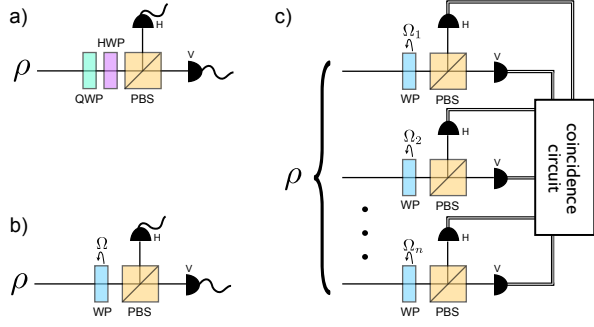 a)
HWP
H
V
ρ
QWP
PBS
b)
Ω
H
V
ρ
WP
PBS
c)
Ω₁
H
V
WP
PBS
Ω₂
H
V
ρ
WP
PBS
Ωₙ
H
V
WP
PBS
coincidence
circuit